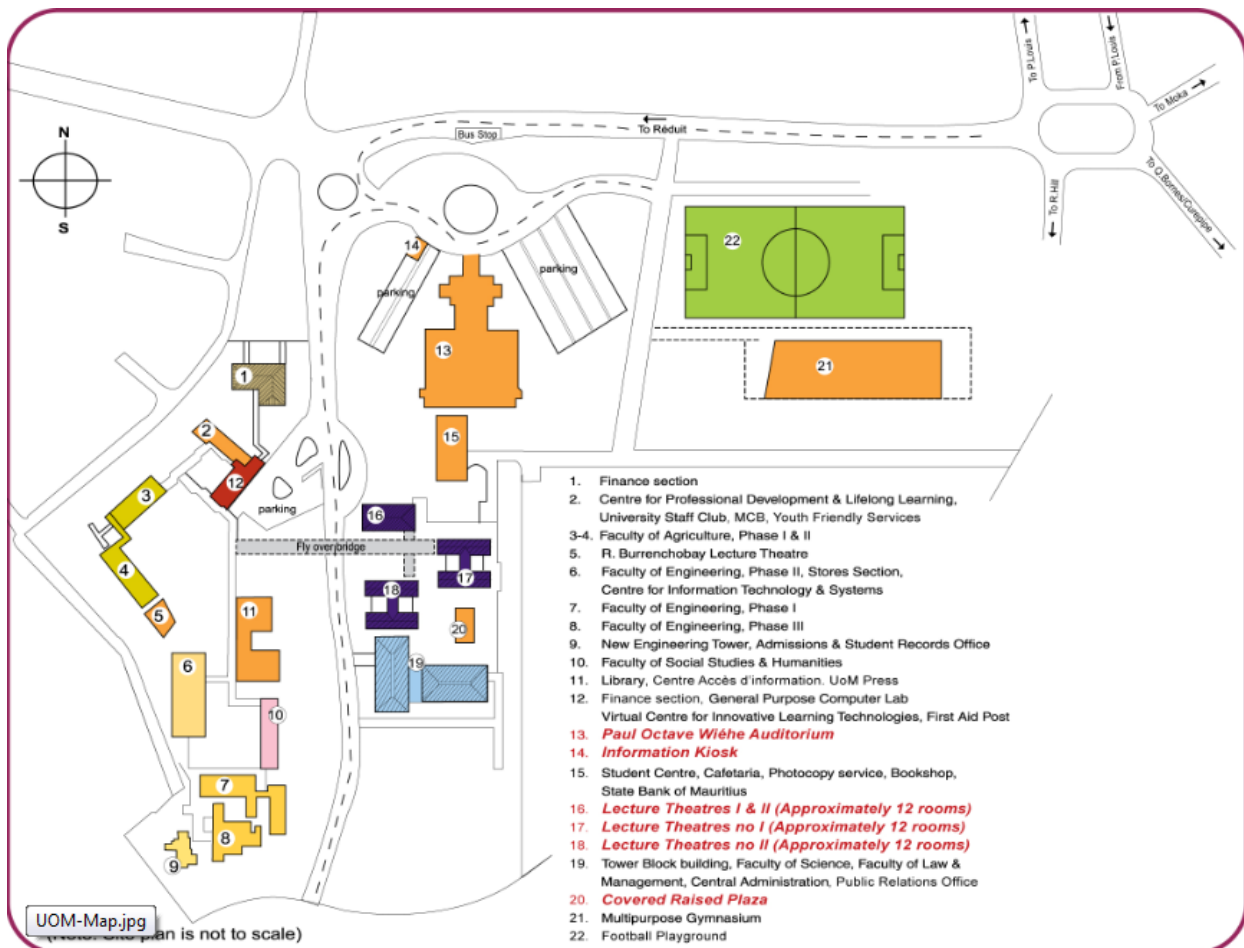 To P.Louis
From P.Louis
To Moka
To Réduit
Bus Stop
N
S
To R.Hill
To Q.Bornes/Curepipe
22
14
parking
parking
13
21
1
15
2
12
3
parking
16
Fly over bridge
17
4
18
5
11
20
6
19
10
7
8
9
1. Finance section
2. Centre for Professional Development & Lifelong Learning,
University Staff Club, MCB, Youth Friendly Services
3-4. Faculty of Agriculture, Phase I & II
5. R. Burrenchobay Lecture Theatre
6. Faculty of Engineering, Phase II, Stores Section,
Centre for Information Technology & Systems
7. Faculty of Engineering, Phase I
8. Faculty of Engineering, Phase III
9. New Engineering Tower, Admissions & Student Records Office
10. Faculty of Social Studies & Humanities
11. Library, Centre Accès d'information. UoM Press
12. Finance section, General Purpose Computer Lab
Virtual Centre for Innovative Learning Technologies, First Aid Post
13. Paul Octave Wiéhe Auditorium
14. Information Kiosk
15. Student Centre, Cafetaria, Photocopy service, Bookshop,
State Bank of Mauritius
16. Lecture Theatres I & II (Approximately 12 rooms)
17. Lecture Theatres no I (Approximately 12 rooms)
18. Lecture Theatres no II (Approximately 12 rooms)
19. Tower Block building, Faculty of Science, Faculty of Law &
Management, Central Administration, Public Relations Office
20. Covered Raised Plaza
21. Multipurpose Gymnasium
22. Football Playground
UOM-Map.jpg
plan is not to scale)